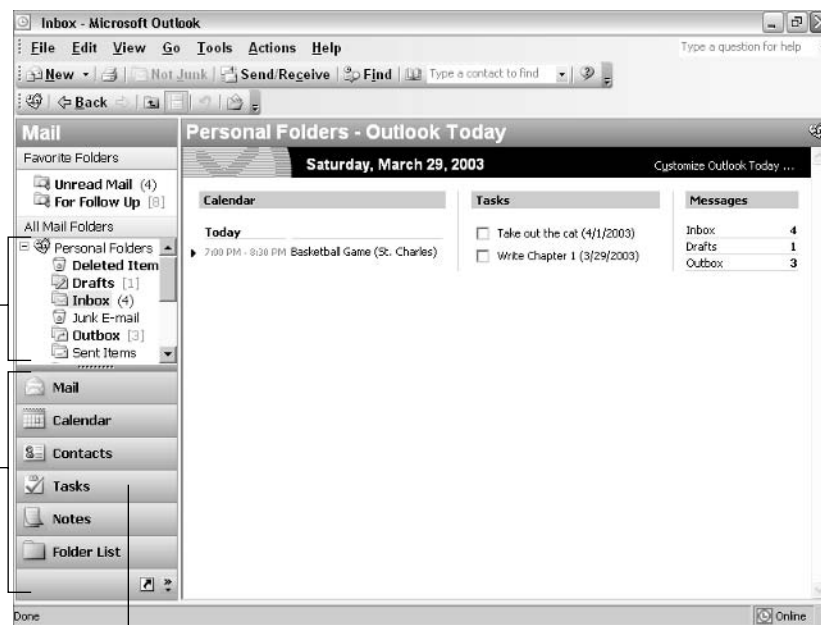 Inbox - Microsoft Outlook
File Edit View Go Tools Actions Help
Type a question for help
New Not Junk Send/Receive Find Type a contact to find
Back
Mail
Personal Folders - Outlook Today
Favorite Folders
Saturday, March 29, 2003
Customize Outlook Today ...
Unread Mail (4)
For Follow Up [8]
Calendar
Tasks
Messages
All Mail Folders
Today
Take out the cat (4/1/2003)
Inbox 4
Personal Folders
7:00 PM - 8:30 PM Basketball Game (St. Charles)
Write Chapter 1 (3/29/2003)
Drafts 1
Deleted Item
Outbox 3
Drafts [1]
Inbox (4)
Junk E-mail
Outbox [3]
Sent Items
Mail
Calendar
Contacts
Tasks
Notes
Folder List
Done
Online